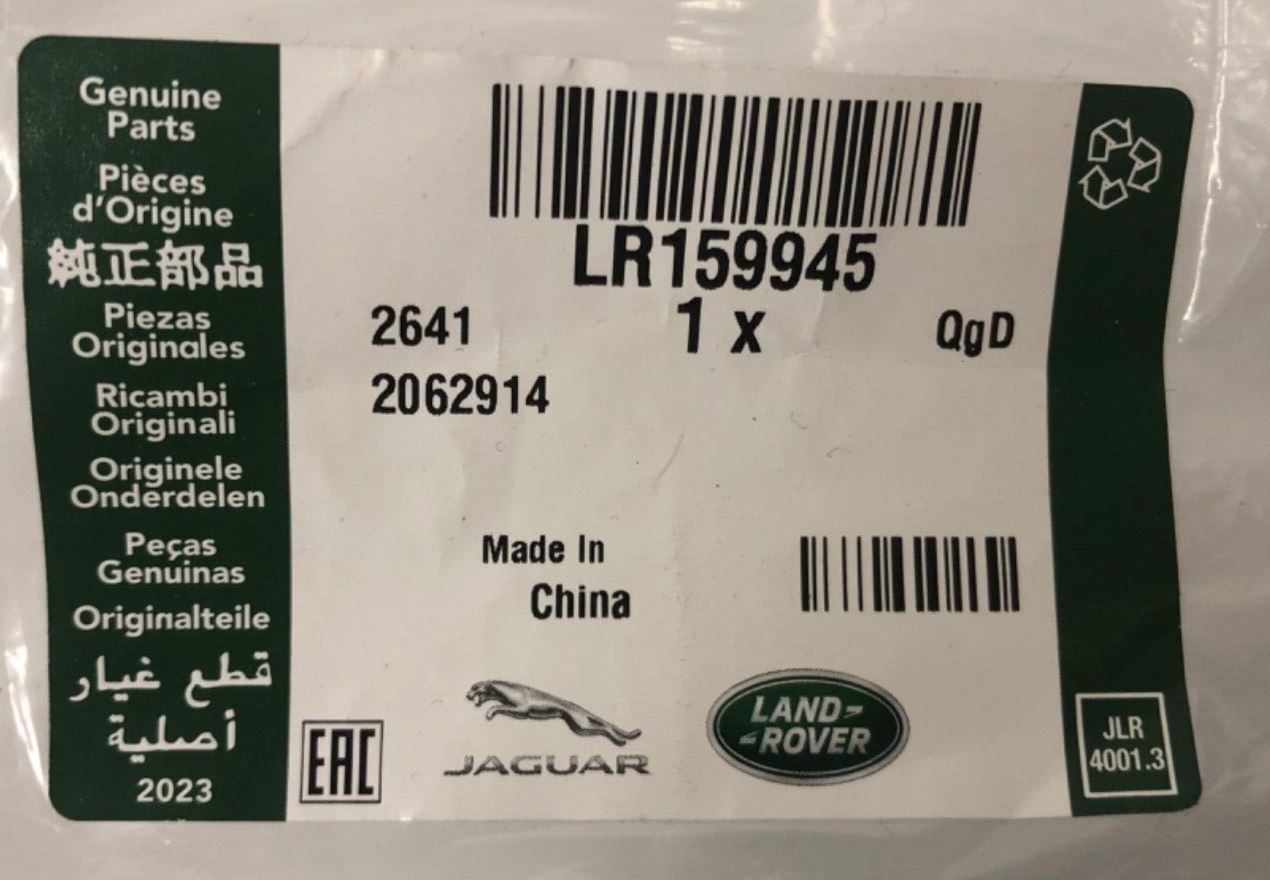 Genuine
Parts
Pièces
d'Origine
純正部品
Piezas
Originales
Ricambi
Originali
Originele
Onderdelen
Peças
Genuinas
Originalteile
قطع غيار
أصلية
2023
LR159945
2641
1 x
QgD
2062914
Made In
China
EAC
JAGUAR
LAND
ROVER
JLR
4001.3